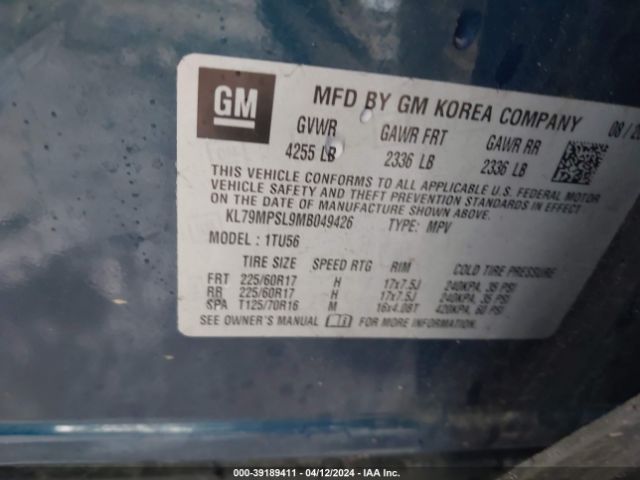 GM
MFD BY GM KOREA COMPANY 08 / 
GVWR GAWR FRT GAWR RR
4255 LB 2336 LB 2336 LB
THIS VEHICLE CONFORMS TO ALL APPLICABLE U.S. FEDERAL MOTOR
VEHICLE SAFETY AND THEFT PREVENTION STANDARDS IN EFFECT
ON THE DATE OF MANUFACTURE SHOWN ABOVE.
KL79MPSL9MB049426 TYPE: MPV
MODEL : 1TU56
TIRE SIZE SPEED RTG RIM COLD TIRE PRESSURE
FRT 225/60R17 H 17x7.5J 240KPA, 35 PSI
RR 225/60R17 H 17x7.5J 240KPA, 35 PSI
SPA T125/70R16 M 16x4.0BT 420KPA, 60 PSI
SEE OWNER'S MANUAL FOR MORE INFORMATION.
000-39189411 - 04/12/2024 - IAA Inc.